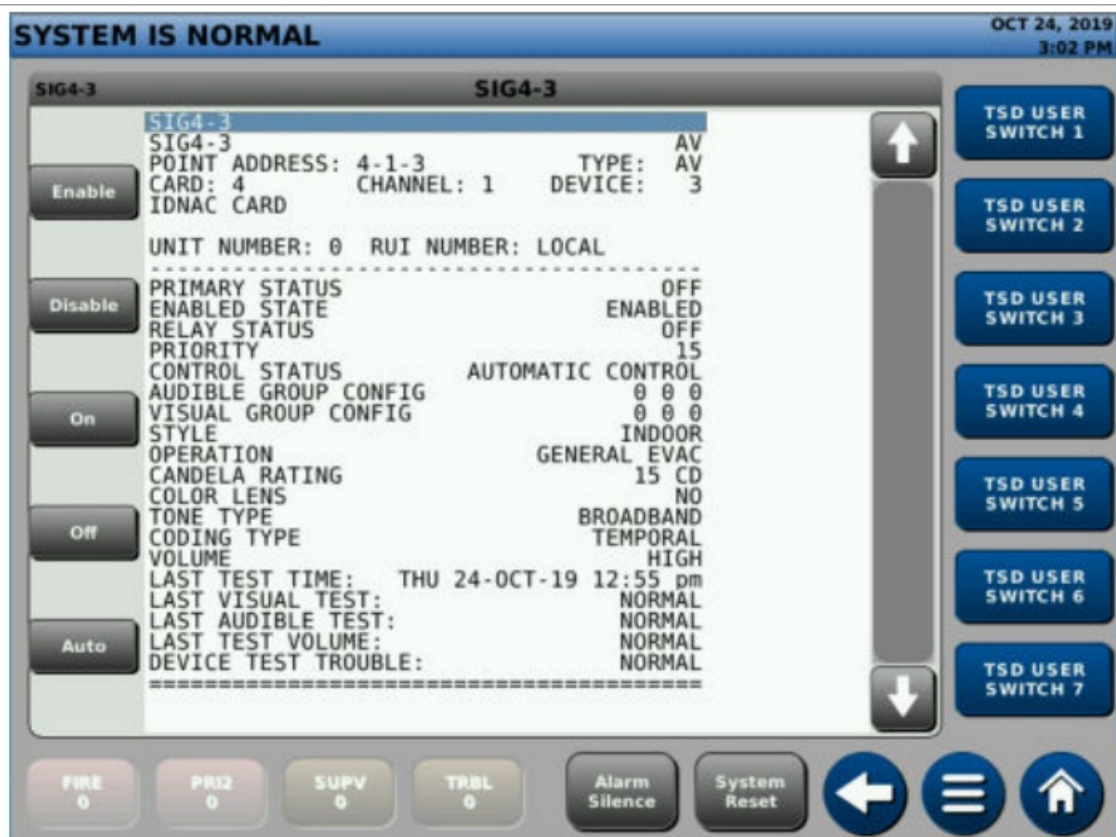 SYSTEM IS NORMAL
OCT 24, 2019
3:02 PM
SIG4-3
SIG4-3
SIG4-3
SIG4-3 AV
POINT ADDRESS: 4-1-3 TYPE: AV
CARD: 4 CHANNEL: 1 DEVICE: 3
IDNAC CARD
UNIT NUMBER: 0 RUI NUMBER: LOCAL
----------------------------------------
PRIMARY STATUS OFF
ENABLED STATE ENABLED
RELAY STATUS OFF
PRIORITY 15
CONTROL STATUS AUTOMATIC CONTROL
AUDIBLE GROUP CONFIG 0 0 0
VISUAL GROUP CONFIG 0 0 0
STYLE INDOOR
OPERATION GENERAL EVAC
CANDELA RATING 15 CD
COLOR LENS NO
TONE TYPE BROADBAND
CODING TYPE TEMPORAL
VOLUME HIGH
LAST TEST TIME: THU 24-OCT-19 12:55 pm
LAST VISUAL TEST: NORMAL
LAST AUDIBLE TEST: NORMAL
LAST TEST VOLUME: NORMAL
DEVICE TEST TROUBLE: NORMAL
========================================
Enable
Disable
On
Off
Auto
TSD USER
SWITCH 1
TSD USER
SWITCH 2
TSD USER
SWITCH 3
TSD USER
SWITCH 4
TSD USER
SWITCH 5
TSD USER
SWITCH 6
TSD USER
SWITCH 7
FIRE
0
PRI2
0
SUPV
0
TRBL
0
Alarm
Silence
System
Reset